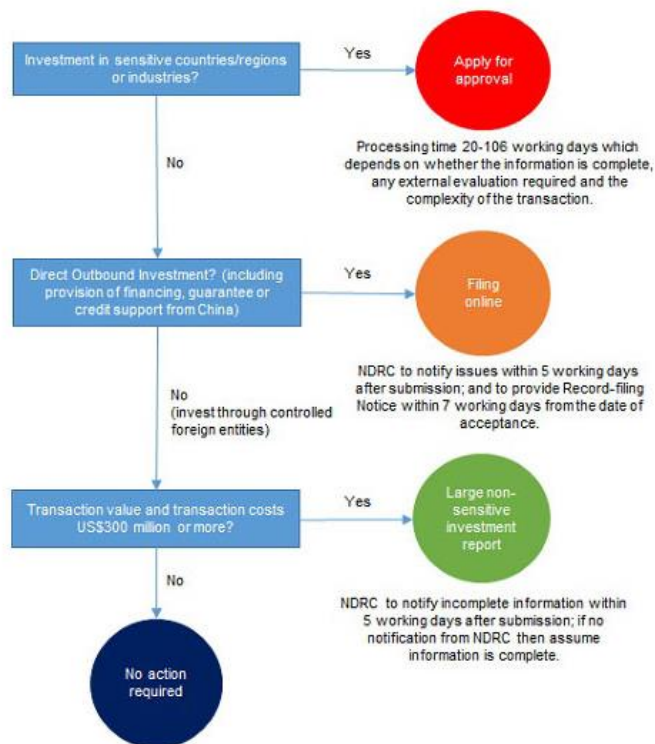 Investment in sensitive countries/regions
or industries?
Yes
Apply for
approval
Processing time 20-106 working days which
depends on whether the information is complete,
any external evaluation required and the
complexity of the transaction.
No
Direct Outbound Investment? (including
provision of financing, guarantee or
credit support from China)
Yes
Filing
online
NDRC to notify issues within 5 working days
after submission; and to provide Record-filing
Notice within 7 working days from the date of
acceptance.
No
(invest through controlled
foreign entities)
Transaction value and transaction costs
US$300 million or more?
Yes
Large non-
sensitive
investment
report
NDRC to notify incomplete information within
5 working days after submission; if no
notification from NDRC then assume
information is complete.
No
No action
required